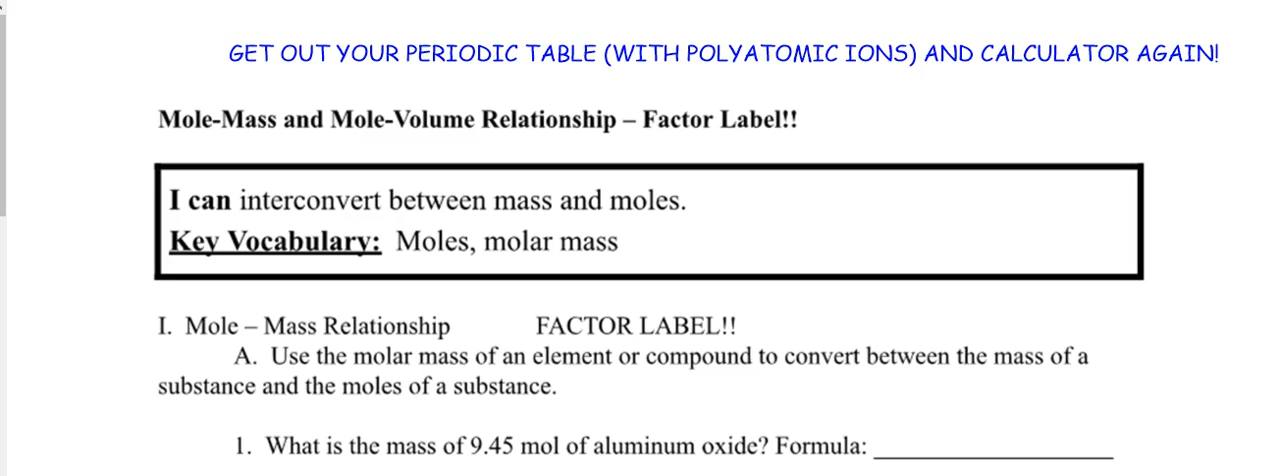 GET OUT YOUR PERIODIC TABLE (WITH POLYATOMIC IONS) AND CALCULATOR AGAIN!
Mole-Mass and Mole-Volume Relationship – Factor Label!!
I can interconvert between mass and moles.
Key Vocabulary: Moles, molar mass
I. Mole – Mass Relationship FACTOR LABEL!!
A. Use the molar mass of an element or compound to convert between the mass of a
substance and the moles of a substance.
1. What is the mass of 9.45 mol of aluminum oxide? Formula: ____________________